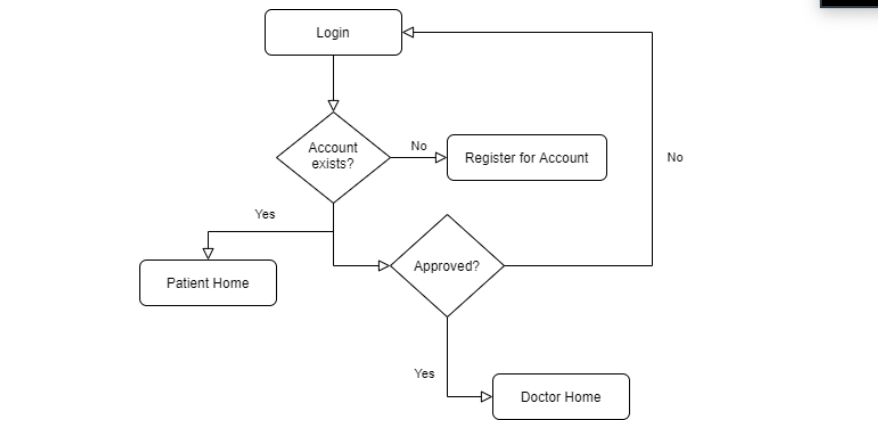 Login
Account
exists?
No
Register for Account
No
Yes
Approved?
Patient Home
Yes
Doctor Home